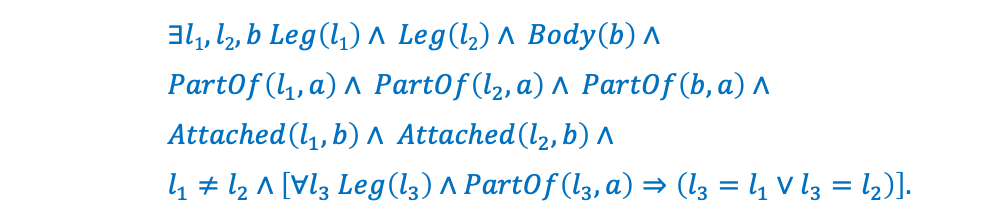 ∃l₁, l₂, b Leg(l₁) ∧ Leg(l₂) ∧ Body(b) ∧
PartOf(l₁, a) ∧ PartOf(l₂, a) ∧ PartOf(b, a) ∧
Attached(l₁, b) ∧ Attached(l₂, b) ∧
l₁ ≠ l₂ ∧ [∀l₃ Leg(l₃) ∧ PartOf(l₃, a) ⇒ (l₃ = l₁ ∨ l₃ = l₂)].